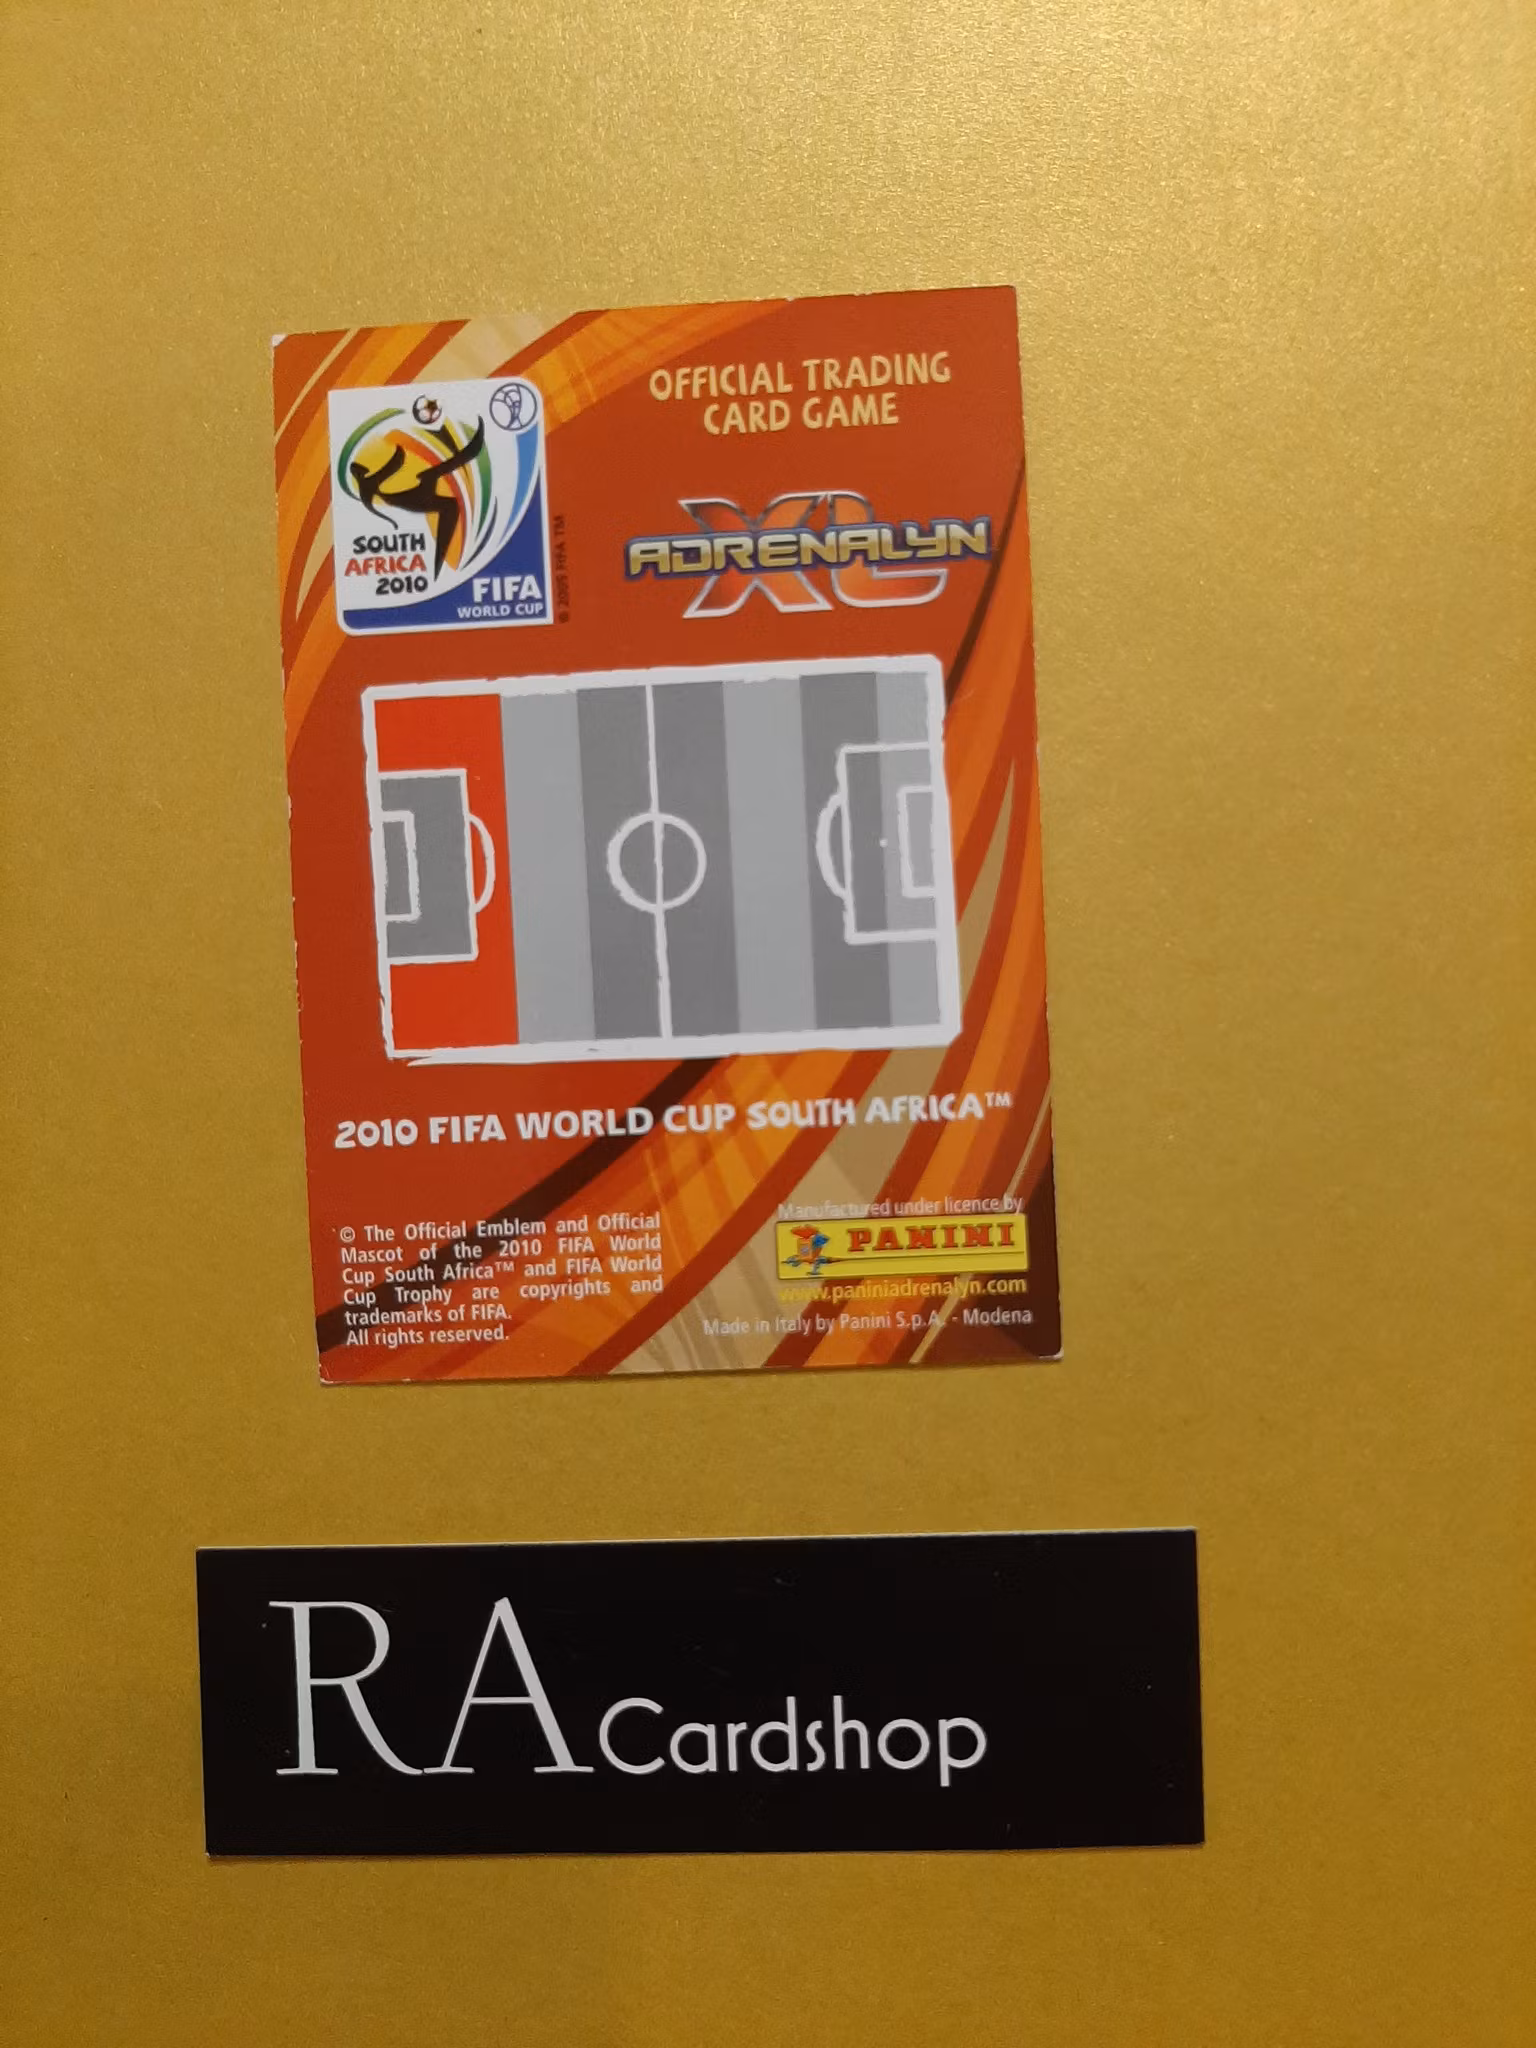 OFFICIAL TRADING
CARD GAME
SOUTH
AFRICA
2010
FIFA
WORLD CUP
© 2005 FIFA TM
ADRENALYN
XL
2010 FIFA WORLD CUP SOUTH AFRICA™
© The Official Emblem and Official
Mascot of the 2010 FIFA World
Cup South Africa™ and FIFA World
Cup Trophy are copyrights and
trademarks of FIFA.
All rights reserved.
Manufactured under licence by
PANINI
www.paniniadrenalyn.com
Made in Italy by Panini S.p.A. - Modena
RA Cardshop